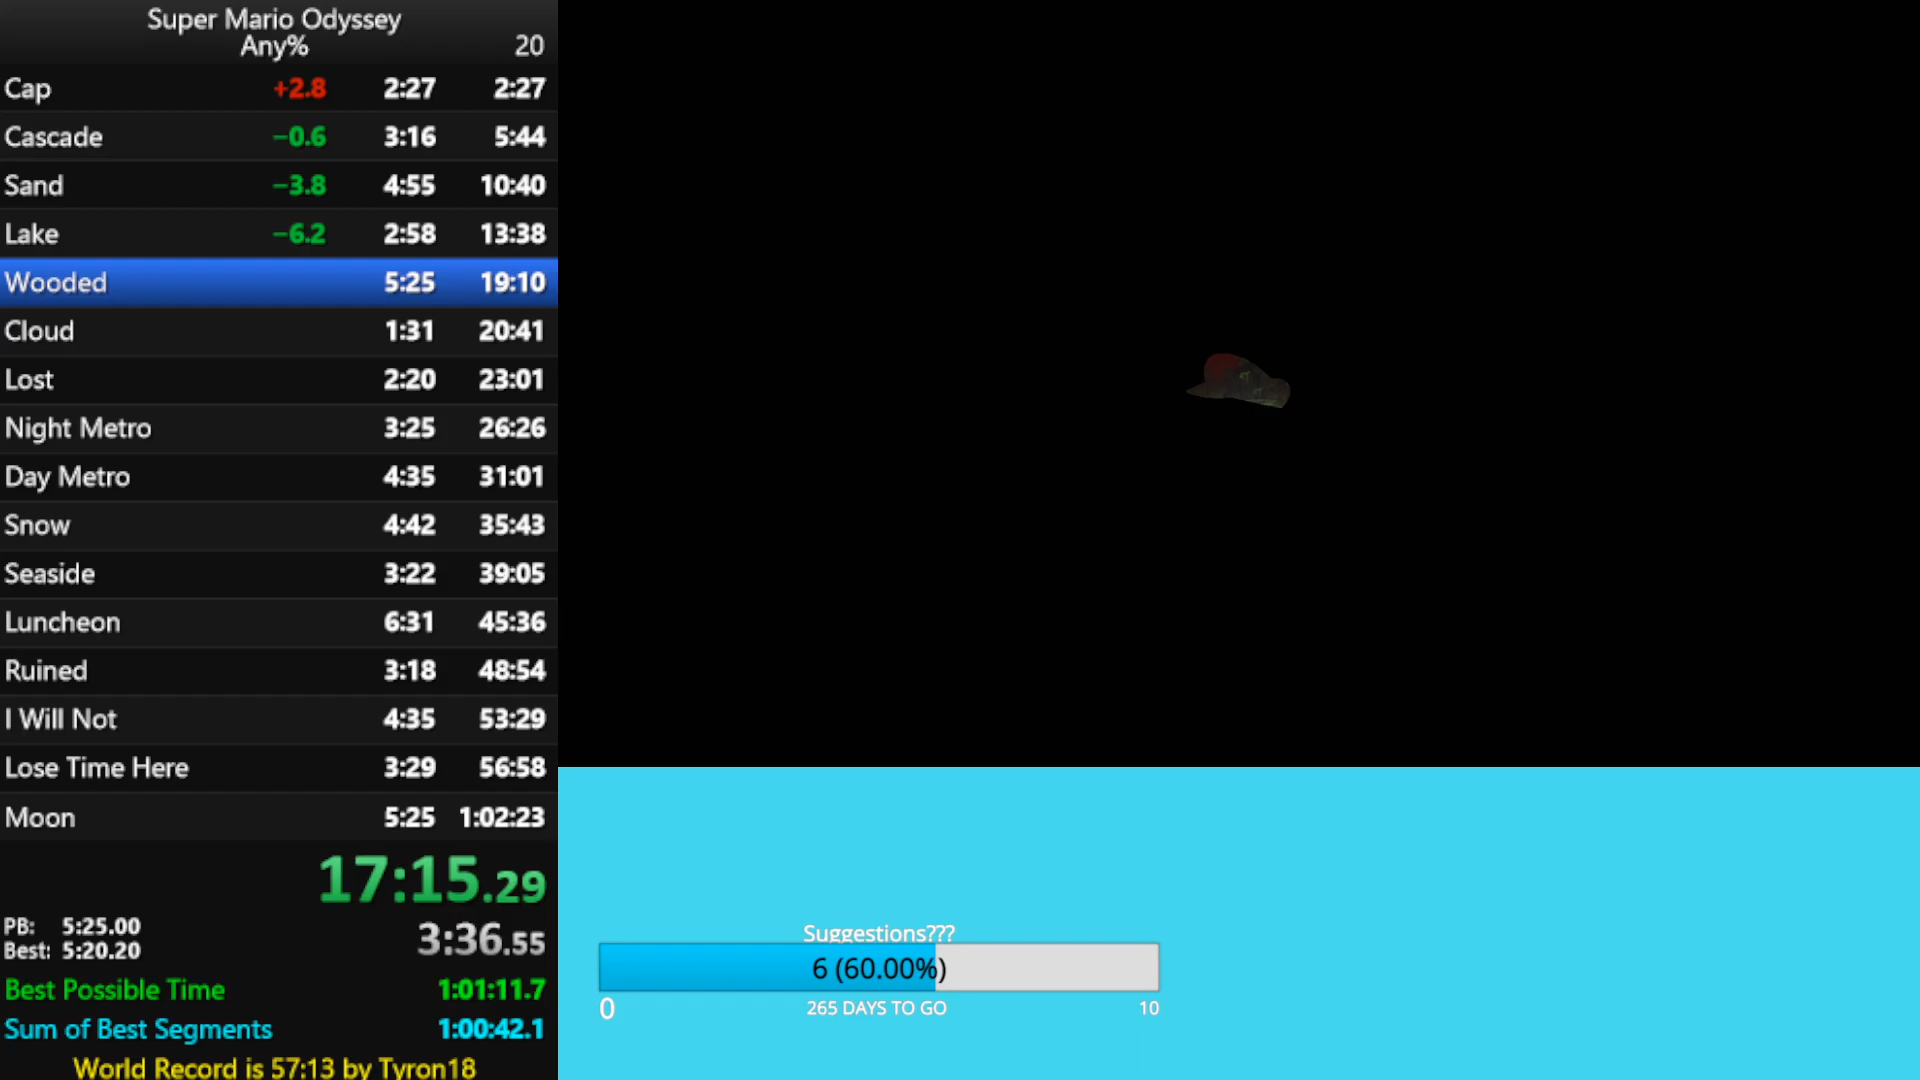 Super Mario Odyssey
Any% 20
Cap +2.8 2:27 2:27
Cascade −0.6 3:16 5:44
Sand −3.8 4:55 10:40
Lake −6.2 2:58 13:38
Wooded 5:25 19:10
Cloud 1:31 20:41
Lost 2:20 23:01
Night Metro 3:25 26:26
Day Metro 4:35 31:01
Snow 4:42 35:43
Seaside 3:22 39:05
Luncheon 6:31 45:36
Ruined 3:18 48:54
I Will Not 4:35 53:29
Lose Time Here 3:29 56:58
Moon 5:25 1:02:23
17:15.29
PB: 5:25.00
Best: 5:20.20
3:36.55
Best Possible Time 1:01:11.7
Sum of Best Segments 1:00:42.1
World Record is 57:13 by Tyron18
Suggestions???
6 (60.00%)
0 265 DAYS TO GO 10